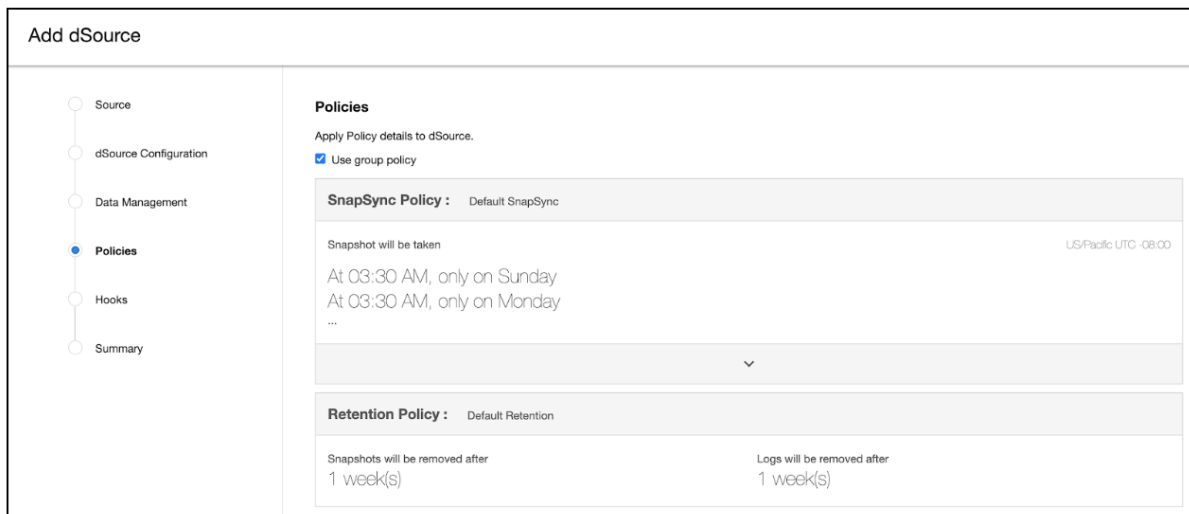 Add dSource
Source
dSource Configuration
Data Management
Policies
Hooks
Summary
Policies
Apply Policy details to dSource.
Use group policy
SnapSync Policy : Default SnapSync
Snapshot will be taken US/Pacific UTC -08:00
At 03:30 AM, only on Sunday
At 03:30 AM, only on Monday
...
Retention Policy : Default Retention
Snapshots will be removed after Logs will be removed after
1 week(s) 1 week(s)